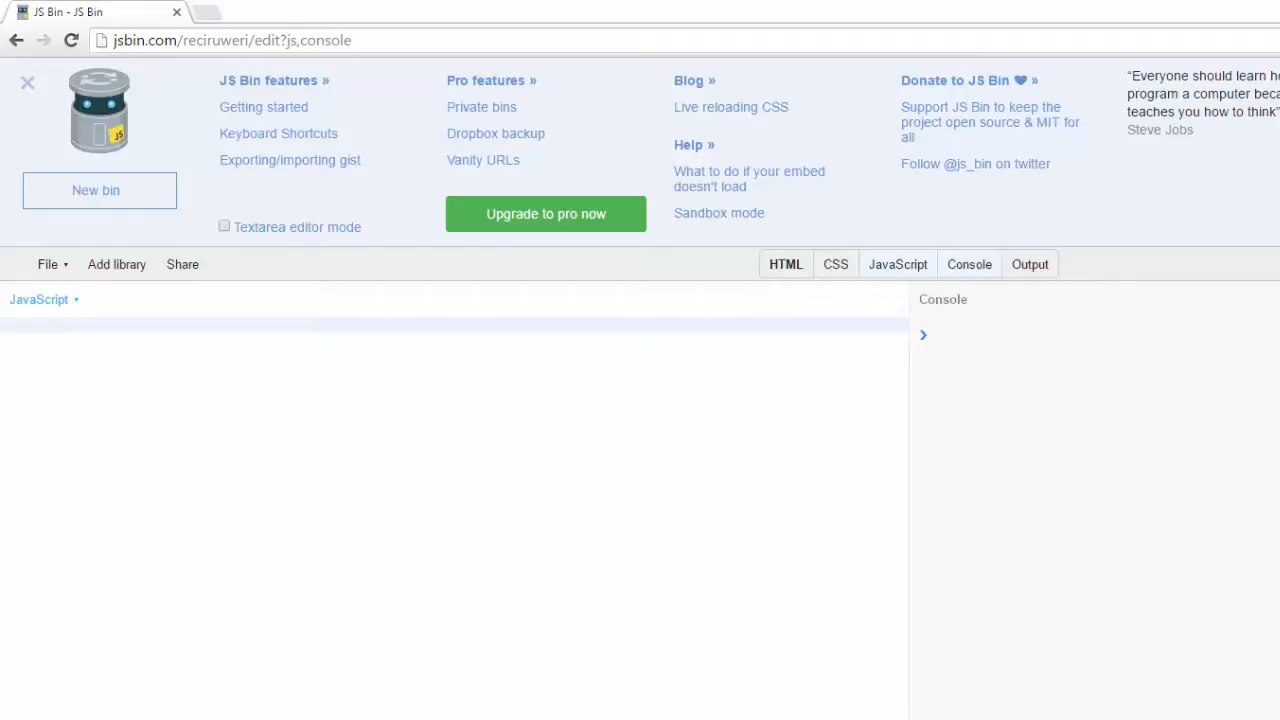 JS Bin - JS Bin
jsbin.com/reciruweri/edit?js,console
JS
New bin
JS Bin features »
Getting started
Keyboard Shortcuts
Exporting/importing gist
Textarea editor mode
Pro features »
Private bins
Dropbox backup
Vanity URLs
Upgrade to pro now
Blog »
Live reloading CSS
Help »
What to do if your embed
doesn't load
Sandbox mode
Donate to JS Bin ♥ »
Support JS Bin to keep the
project open source & MIT for
all
Follow @js_bin on twitter
“Everyone should learn
program a computer
teaches you how to think”
Steve Jobs
File
Add library
Share
HTML
CSS
JavaScript
Console
Output
JavaScript
Console